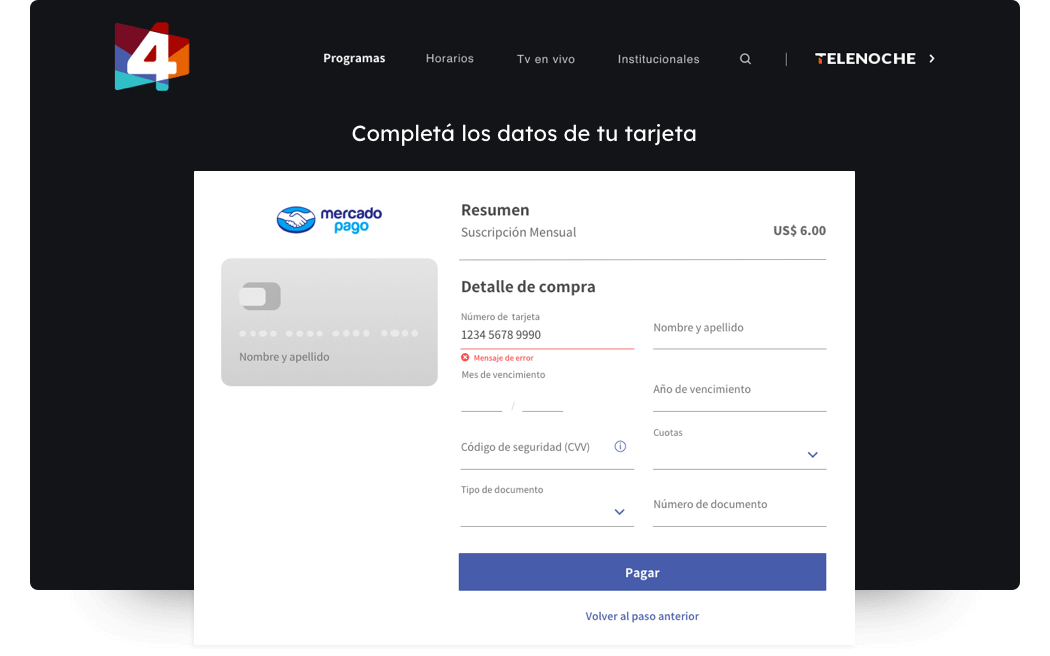 4
Programas Horarios Tv en vivo Institucionales | TELENOCHE
Completá los datos de tu tarjeta
mercado
pago
Nombre y apellido
Resumen
Suscripción Mensual US$ 6.00
Detalle de compra
Número de tarjeta
1234 5678 9990
Mensaje de error
Nombre y apellido
Mes de vencimiento
/
Año de vencimiento
Código de seguridad (CVV)
Cuotas
Tipo de documento
Número de documento
Pagar
Volver al paso anterior